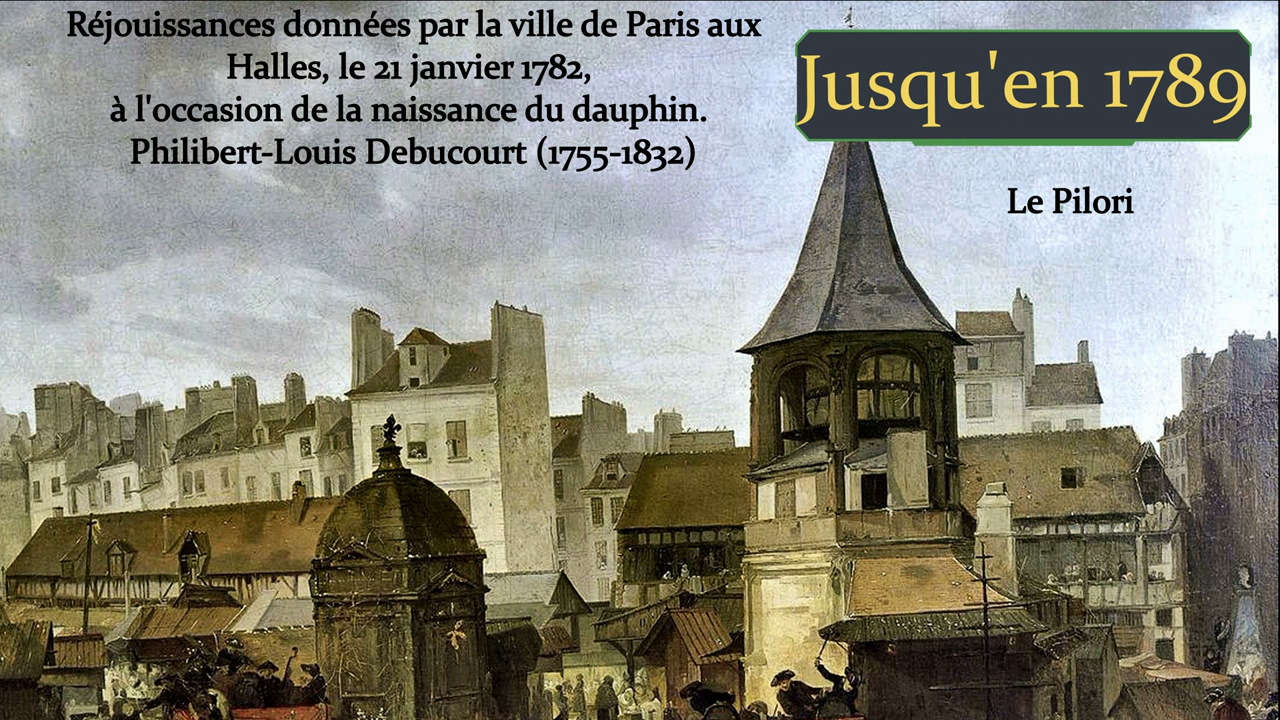 Réjouissances données par la ville de Paris aux
Halles, le 21 janvier 1782,
à l'occasion de la naissance du dauphin.
Philibert-Louis Debucourt (1755-1832)
Jusqu'en 1789
Le Pilori